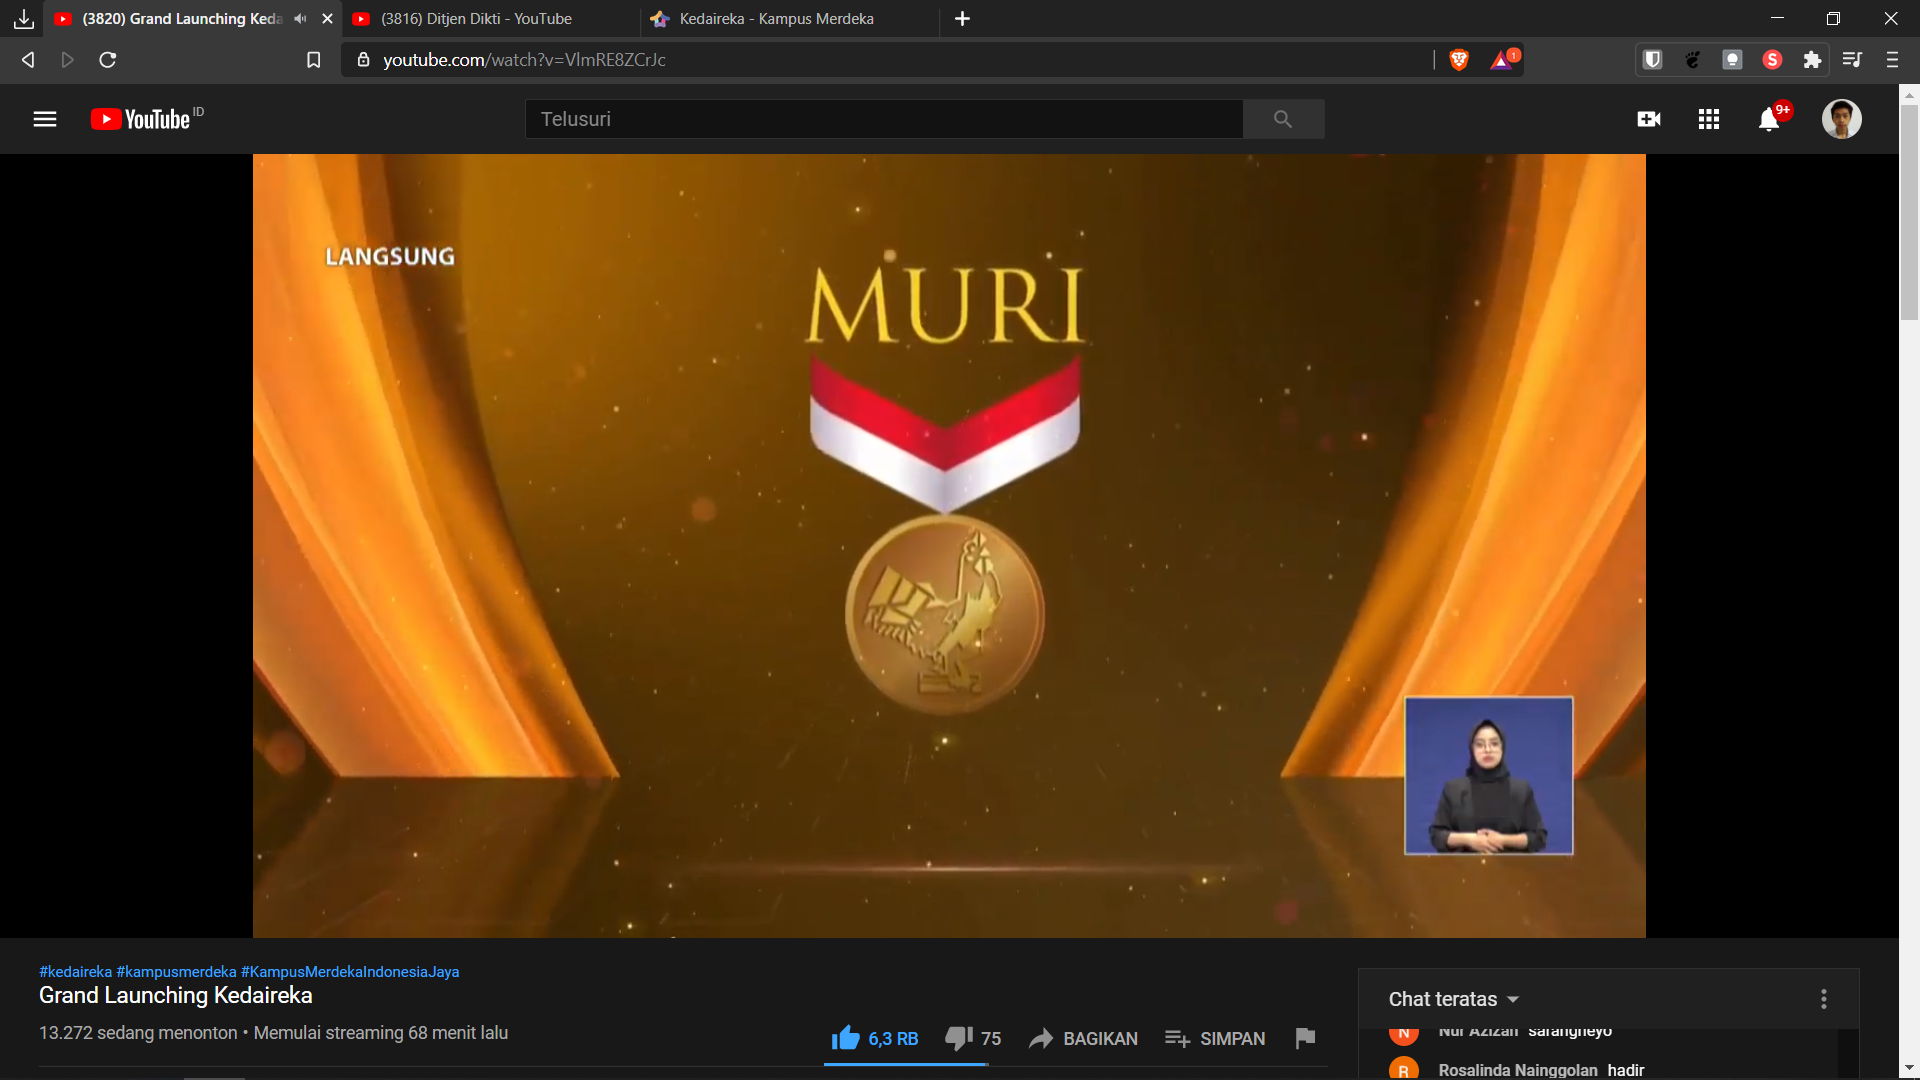 (3820) Grand Launching Keda
(3816) Ditjen Dikti - YouTube
Kedaireka - Kampus Merdeka
youtube.com/watch?v=VlmRE8ZCrJc
1
S
YouTube ID
Telusuri
9+
LANGSUNG
MURI
#kedaireka #kampusmerdeka #KampusMerdekaIndonesiaJaya
Grand Launching Kedaireka
13.272 sedang menonton • Memulai streaming 68 menit lalu
6,3 RB
75
BAGIKAN
SIMPAN
Chat teratas
N Nur Azizah sarangheyo
R Rosalinda Nainggolan hadir